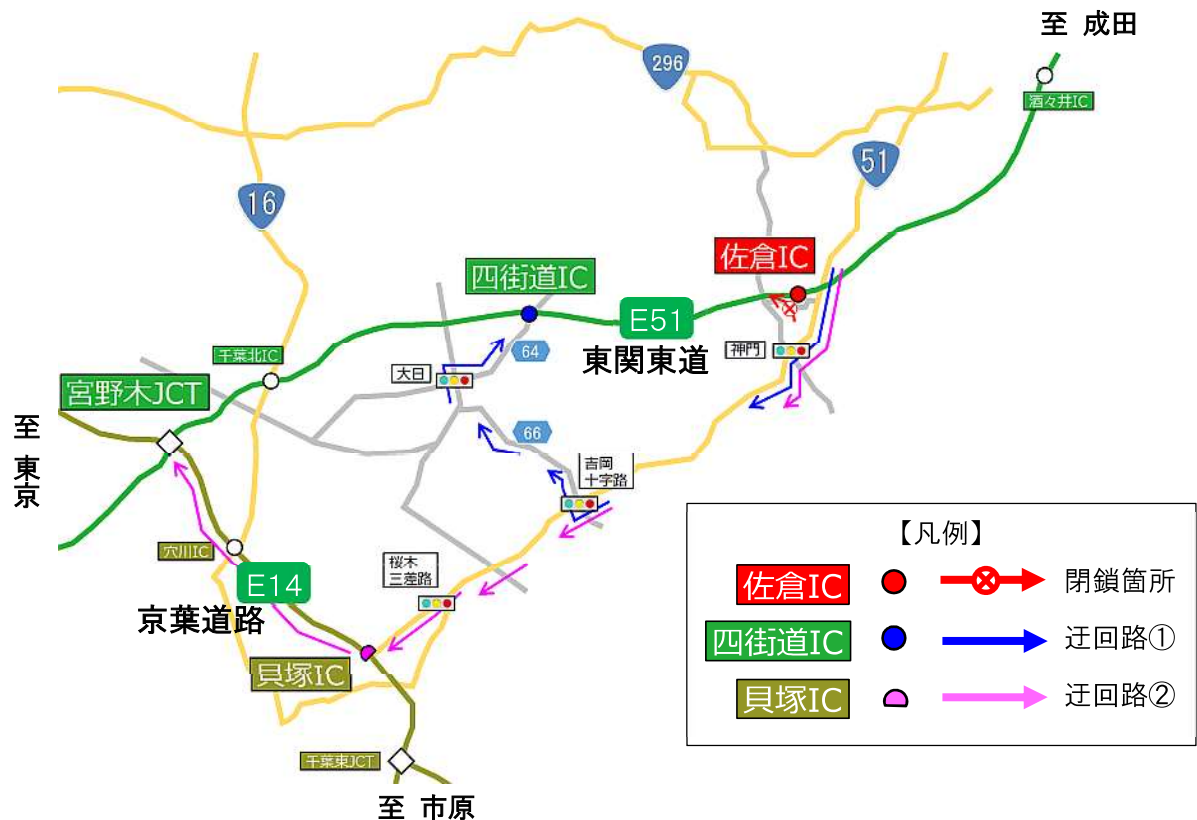 至 成田
296
酒々井IC
51
16
佐倉IC
四街道IC
E51
東関東道
神門
64
大日
千葉北IC
宮野木JCT
至 東京
66
吉岡
十字路
穴川IC
E14
京葉道路
桜木
三差路
貝塚IC
千葉東JCT
至 市原
【凡例】
佐倉IC
閉鎖箇所
四街道IC
迂回路①
貝塚IC
迂回路②